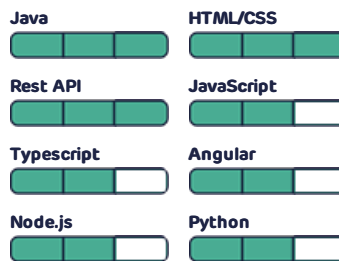 Java
HTML/CSS
Rest API
JavaScript
Typescript
Angular
Node.js
Python